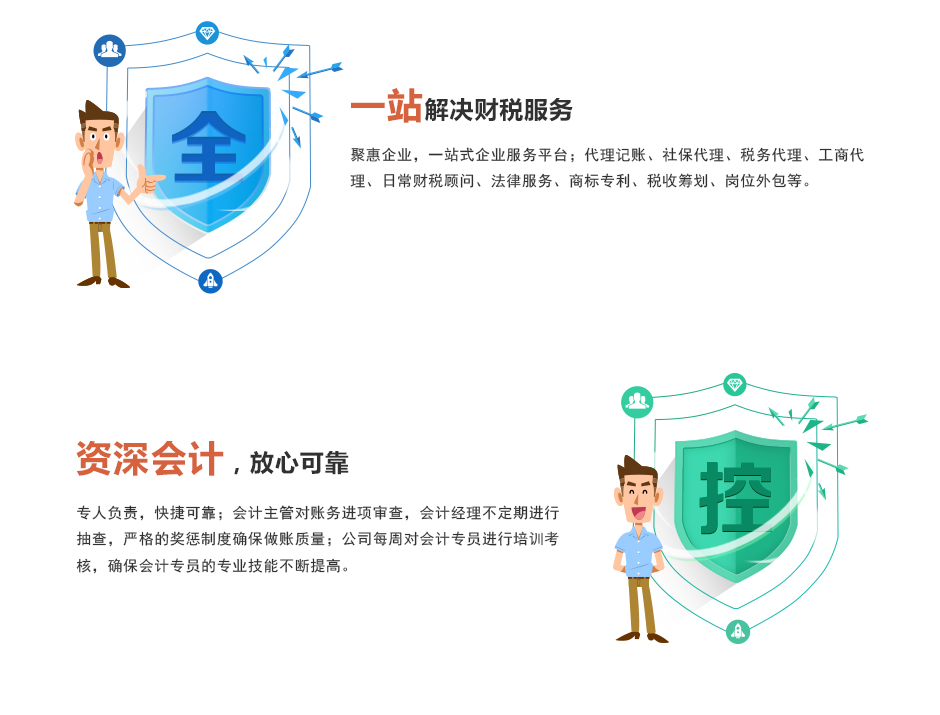 全
一站解决财税服务
聚惠企业，一站式企业服务平台；代理记账、社保代理、税务代理、工商代
理、日常财税顾问、法律服务、商标专利、税收筹划、岗位外包等。
资深会计，放心可靠
专人负责，快捷可靠；会计主管对账务进项审查，会计经理不定期进行
抽查，严格的奖惩制度确保做账质量；公司每周对会计专员进行培训考
核，确保会计专员的专业技能不断提高。
控